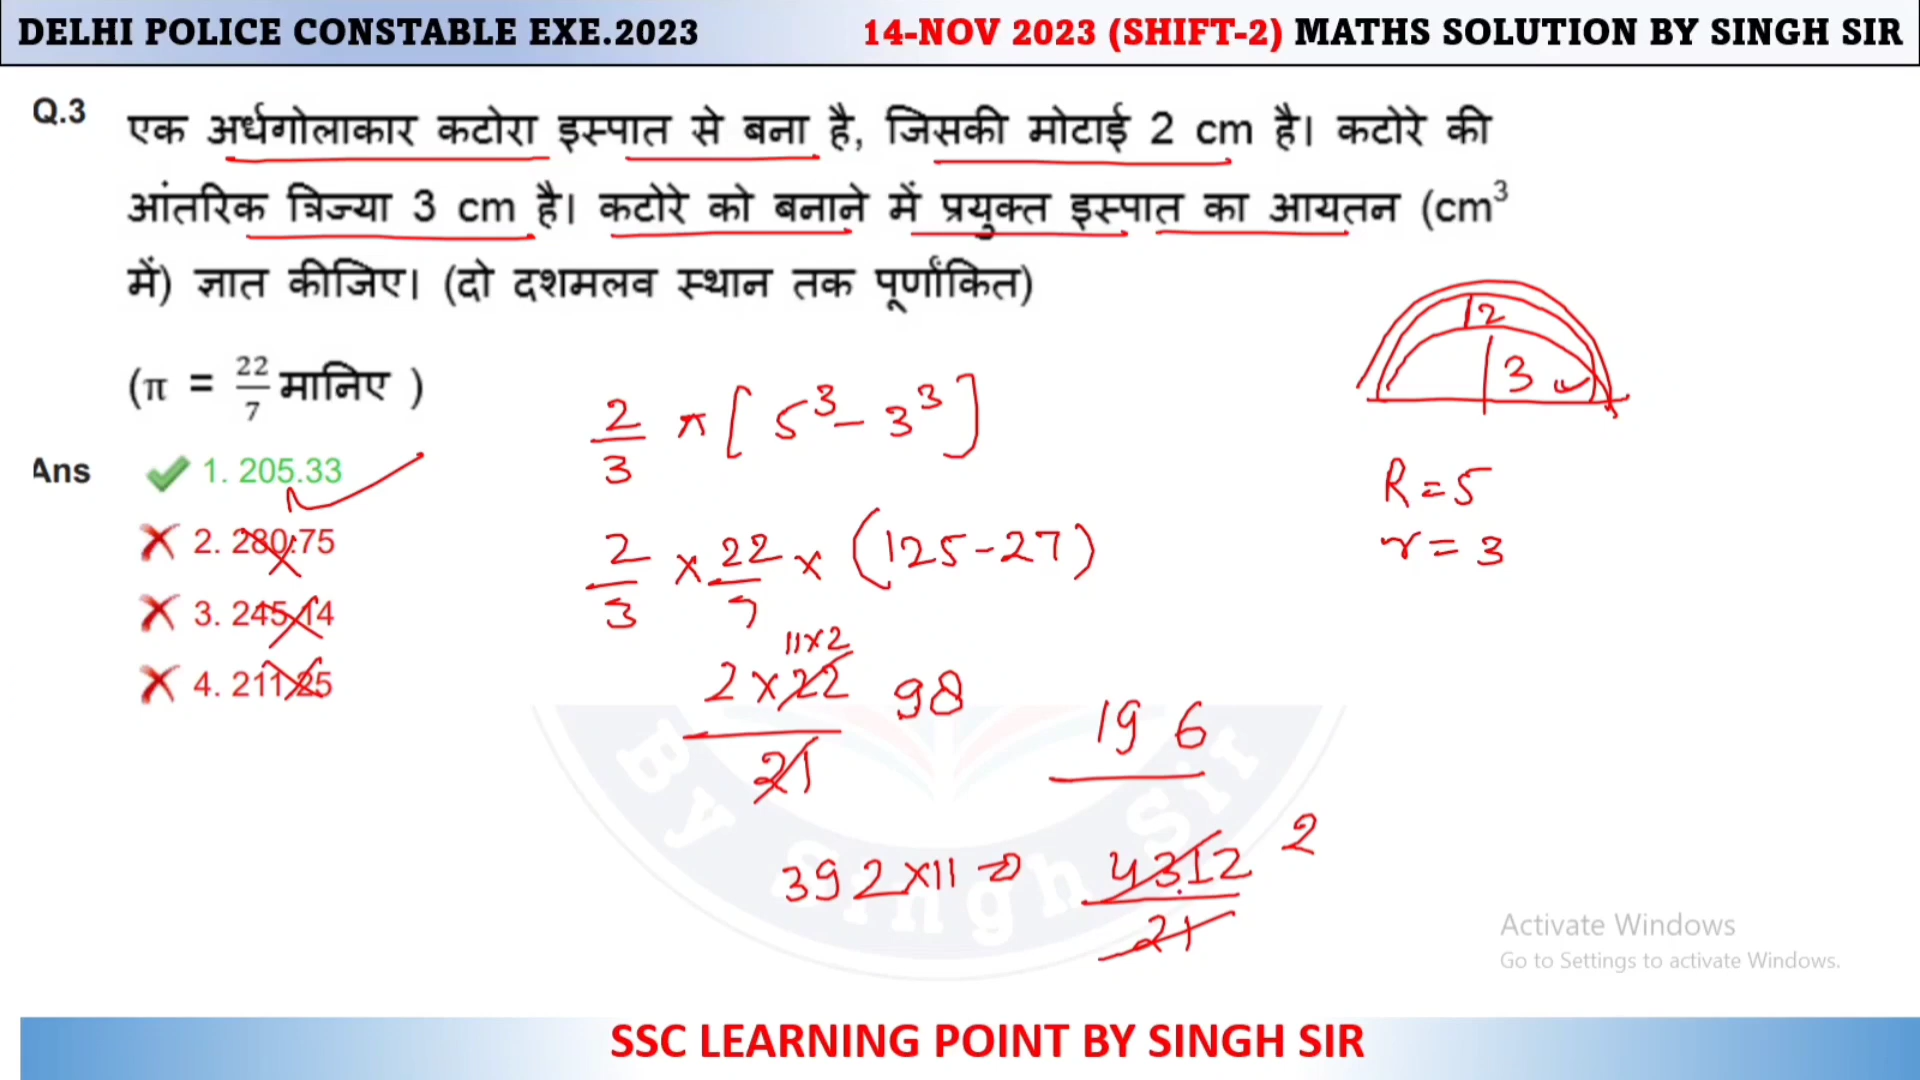 DELHI POLICE CONSTABLE EXE.2023 14-NOV 2023 (SHIFT-2) MATHS SOLUTION BY SINGH SIR
Q.3 एक अर्धगोलाकार कटोरा इस्पात से बना है, जिसकी मोटाई 2 cm है। कटोरे की
आंतरिक त्रिज्या 3 cm है। कटोरे को बनाने में प्रयुक्त इस्पात का आयतन (cm³
में) ज्ञात कीजिए। (दो दशमलव स्थान तक पूर्णांकित)
(π = 22/7 मानिए )
Ans 1. 205.33
2. 280.75
3. 245.14
4. 211.25
2/3 π [ 5³ - 3³ ]
2/3 × 22/7 × (125-27)
11×2
2×22 98
21
196
392×11 ⇒ 4312 2
21
12
3
R=5
r=3
By Singh Sir
Activate Windows
Go to Settings to activate Windows.
SSC LEARNING POINT BY SINGH SIR